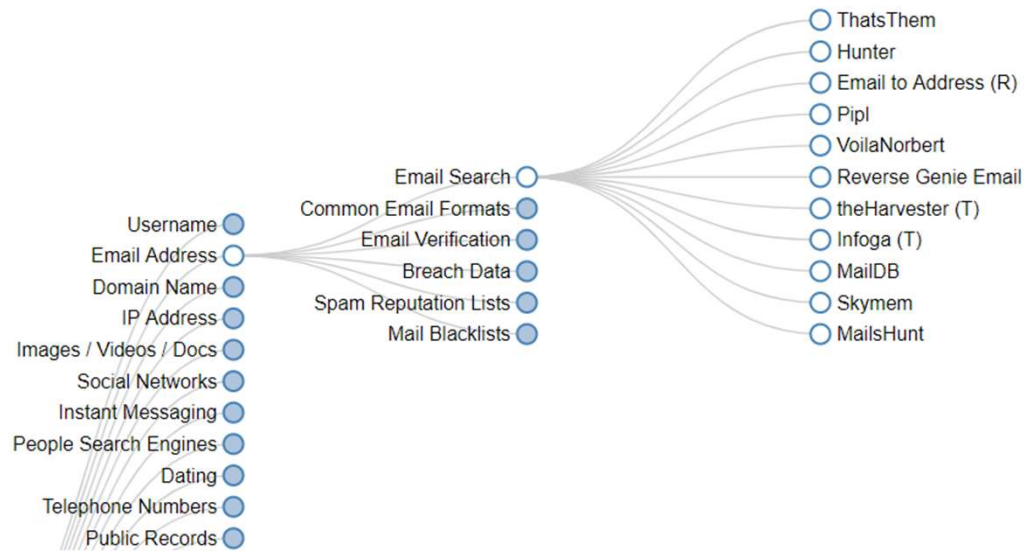 Username
Email Address
Domain Name
IP Address
Images / Videos / Docs
Social Networks
Instant Messaging
People Search Engines
Dating
Telephone Numbers
Public Records
Email Search
Common Email Formats
Email Verification
Breach Data
Spam Reputation Lists
Mail Blacklists
ThatsThem
Hunter
Email to Address (R)
Pipl
VoilaNorbert
Reverse Genie Email
theHarvester (T)
Infoga (T)
MailDB
Skymem
MailsHunt